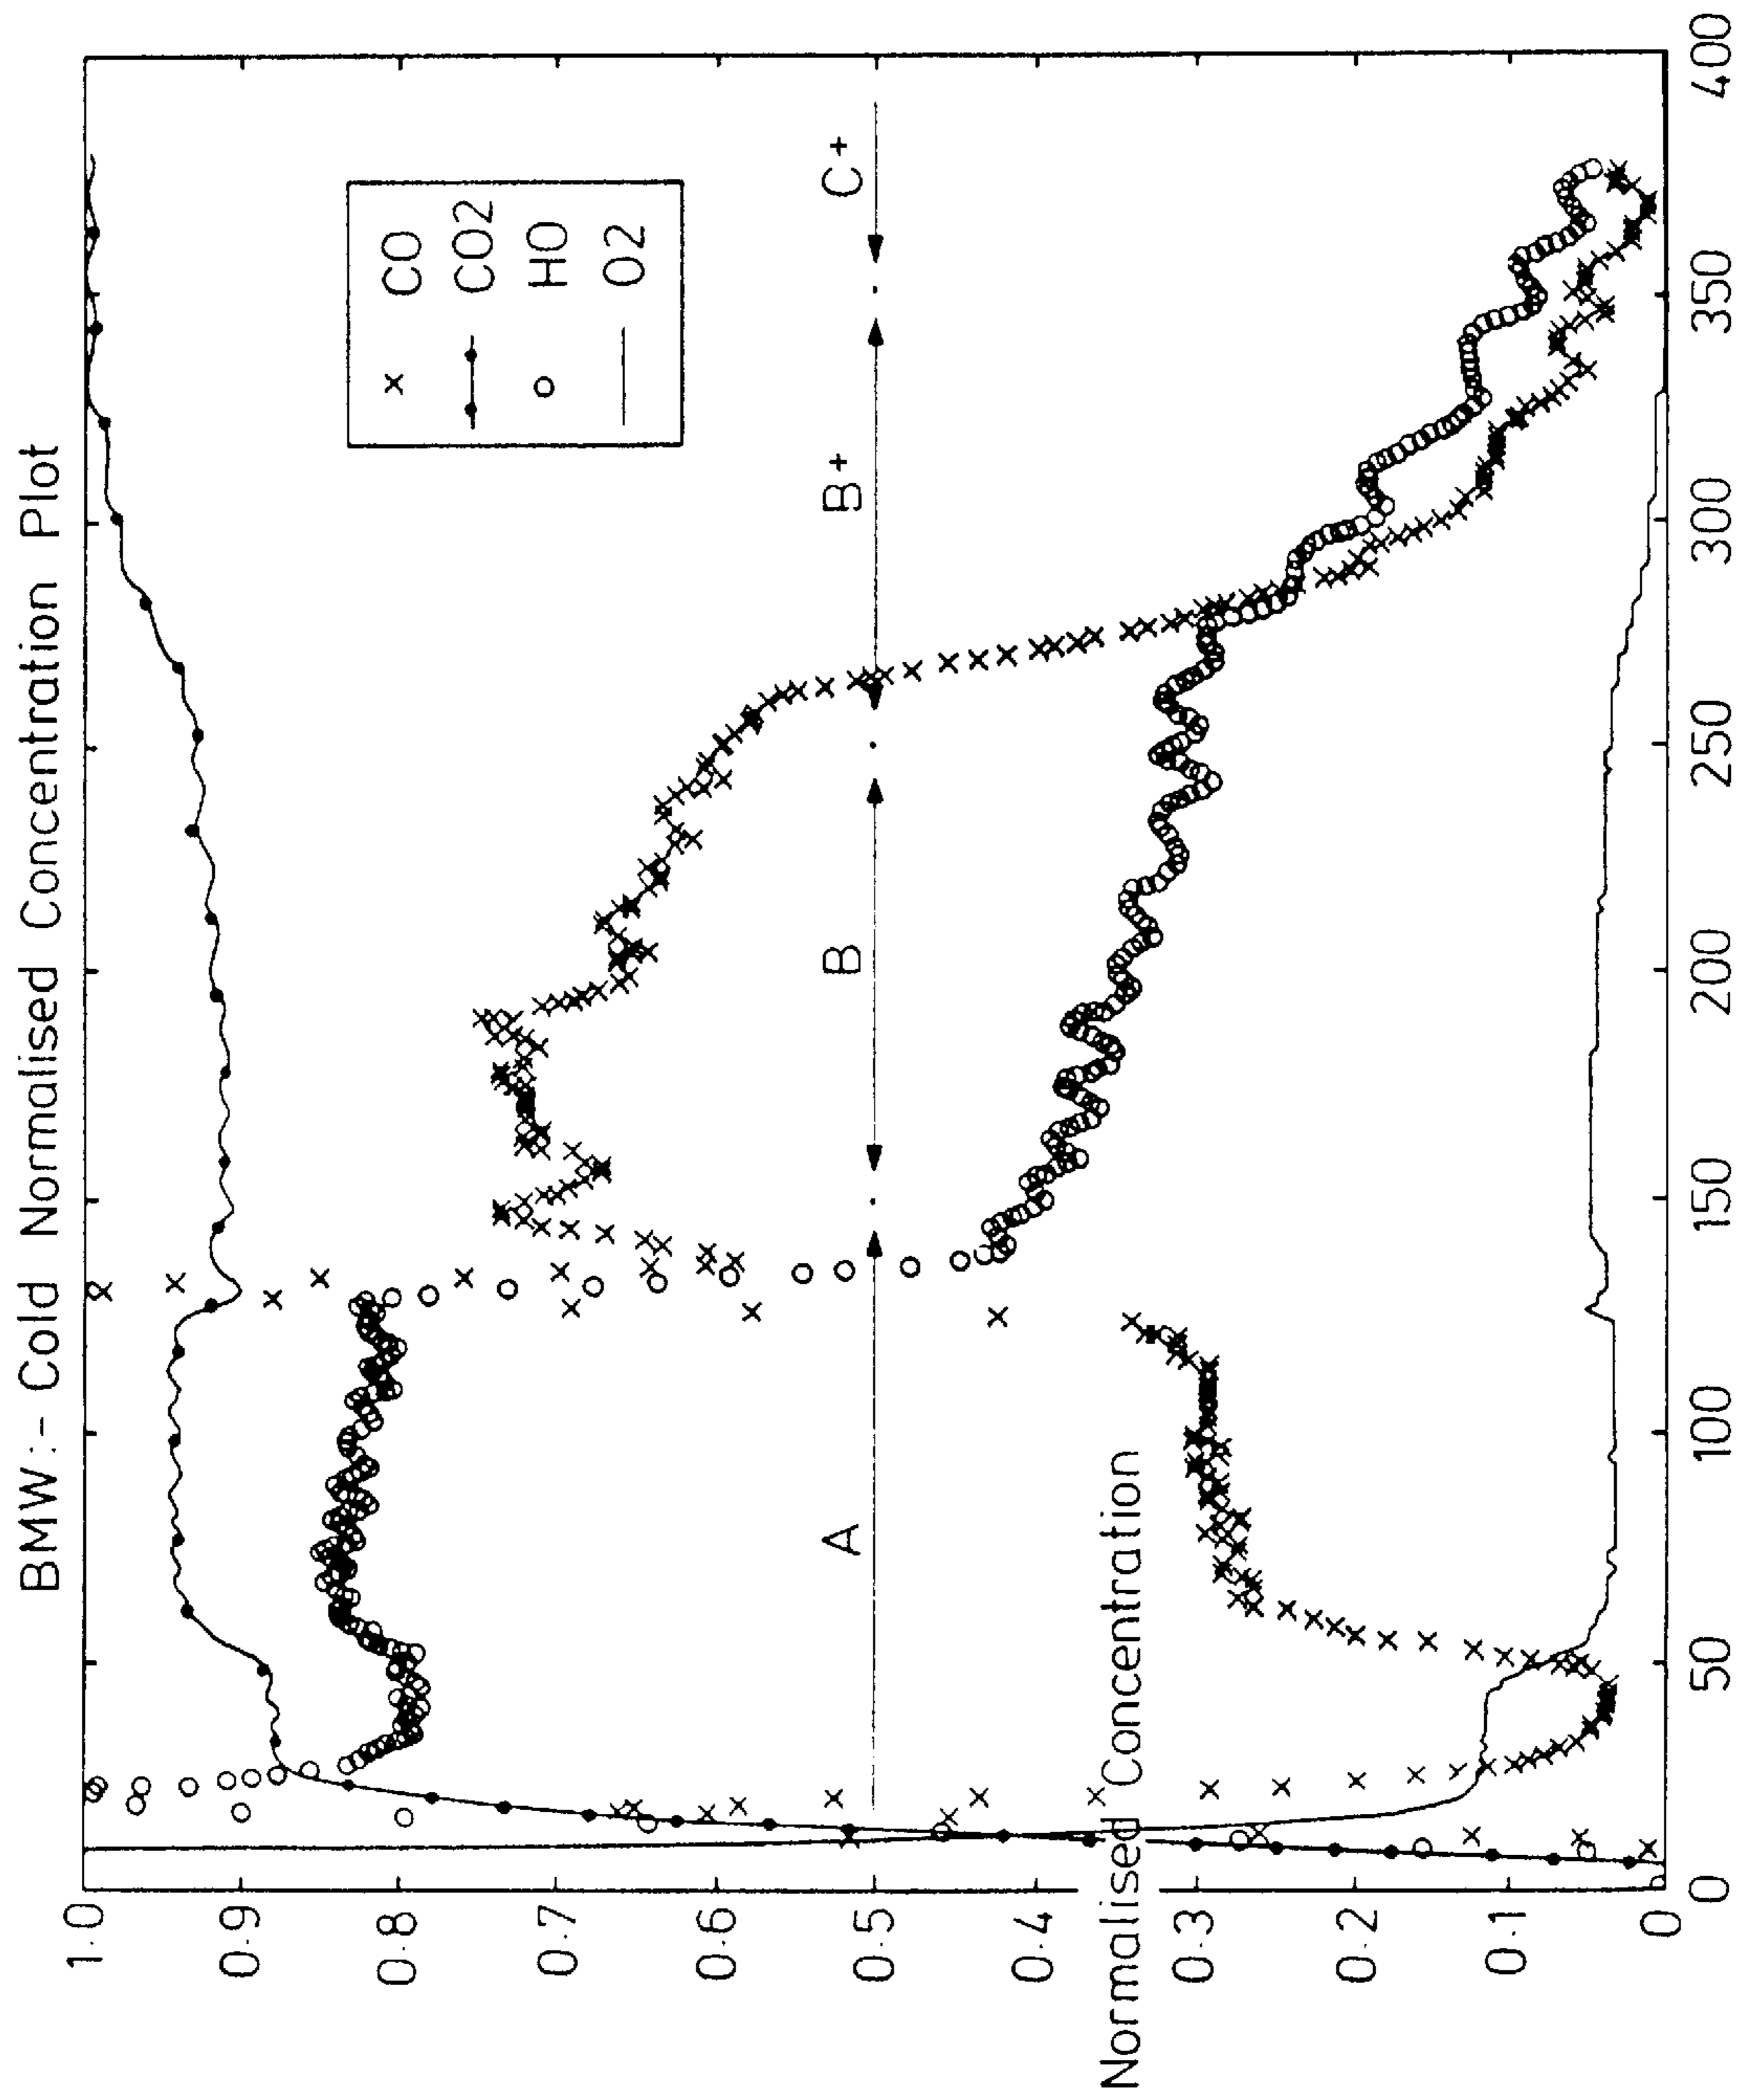 BMW:- Cold Normalised Concentration Plot
1.0
0.9
0.8
0.7
0.6
0.5
0.4
0.3
0.2
0.1
0
Normalised Concentration
A
B
B+
C+
CO
CO2
HO
O2
0
50
100
150
200
250
300
350
400